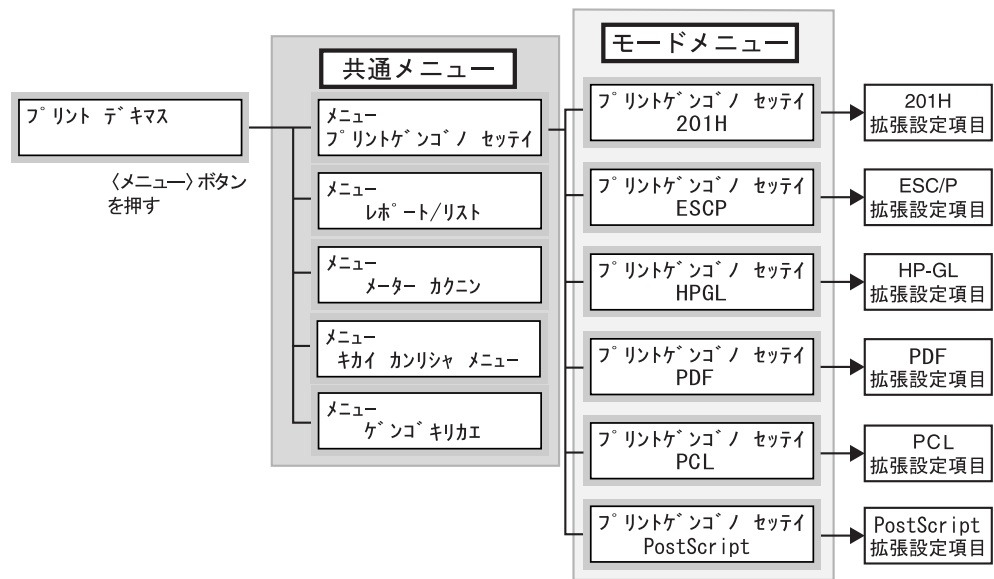 プリント デキマス
〈メニュー〉ボタン
を押す
共通メニュー
メニュー
プリントゲンゴノ セッテイ
メニュー
レポート/リスト
メニュー
メーター カクニン
メニュー
キカイ カンリシャ メニュー
メニュー
ゲンゴキリカエ
モードメニュー
プリントゲンゴノ セッテイ
201H
プリントゲンゴノ セッテイ
ESCP
プリントゲンゴノ セッテイ
HPGL
プリントゲンゴノ セッテイ
PDF
プリントゲンゴノ セッテイ
PCL
プリントゲンゴノ セッテイ
PostScript
201H
拡張設定項目
ESC/P
拡張設定項目
HP-GL
拡張設定項目
PDF
拡張設定項目
PCL
拡張設定項目
PostScript
拡張設定項目